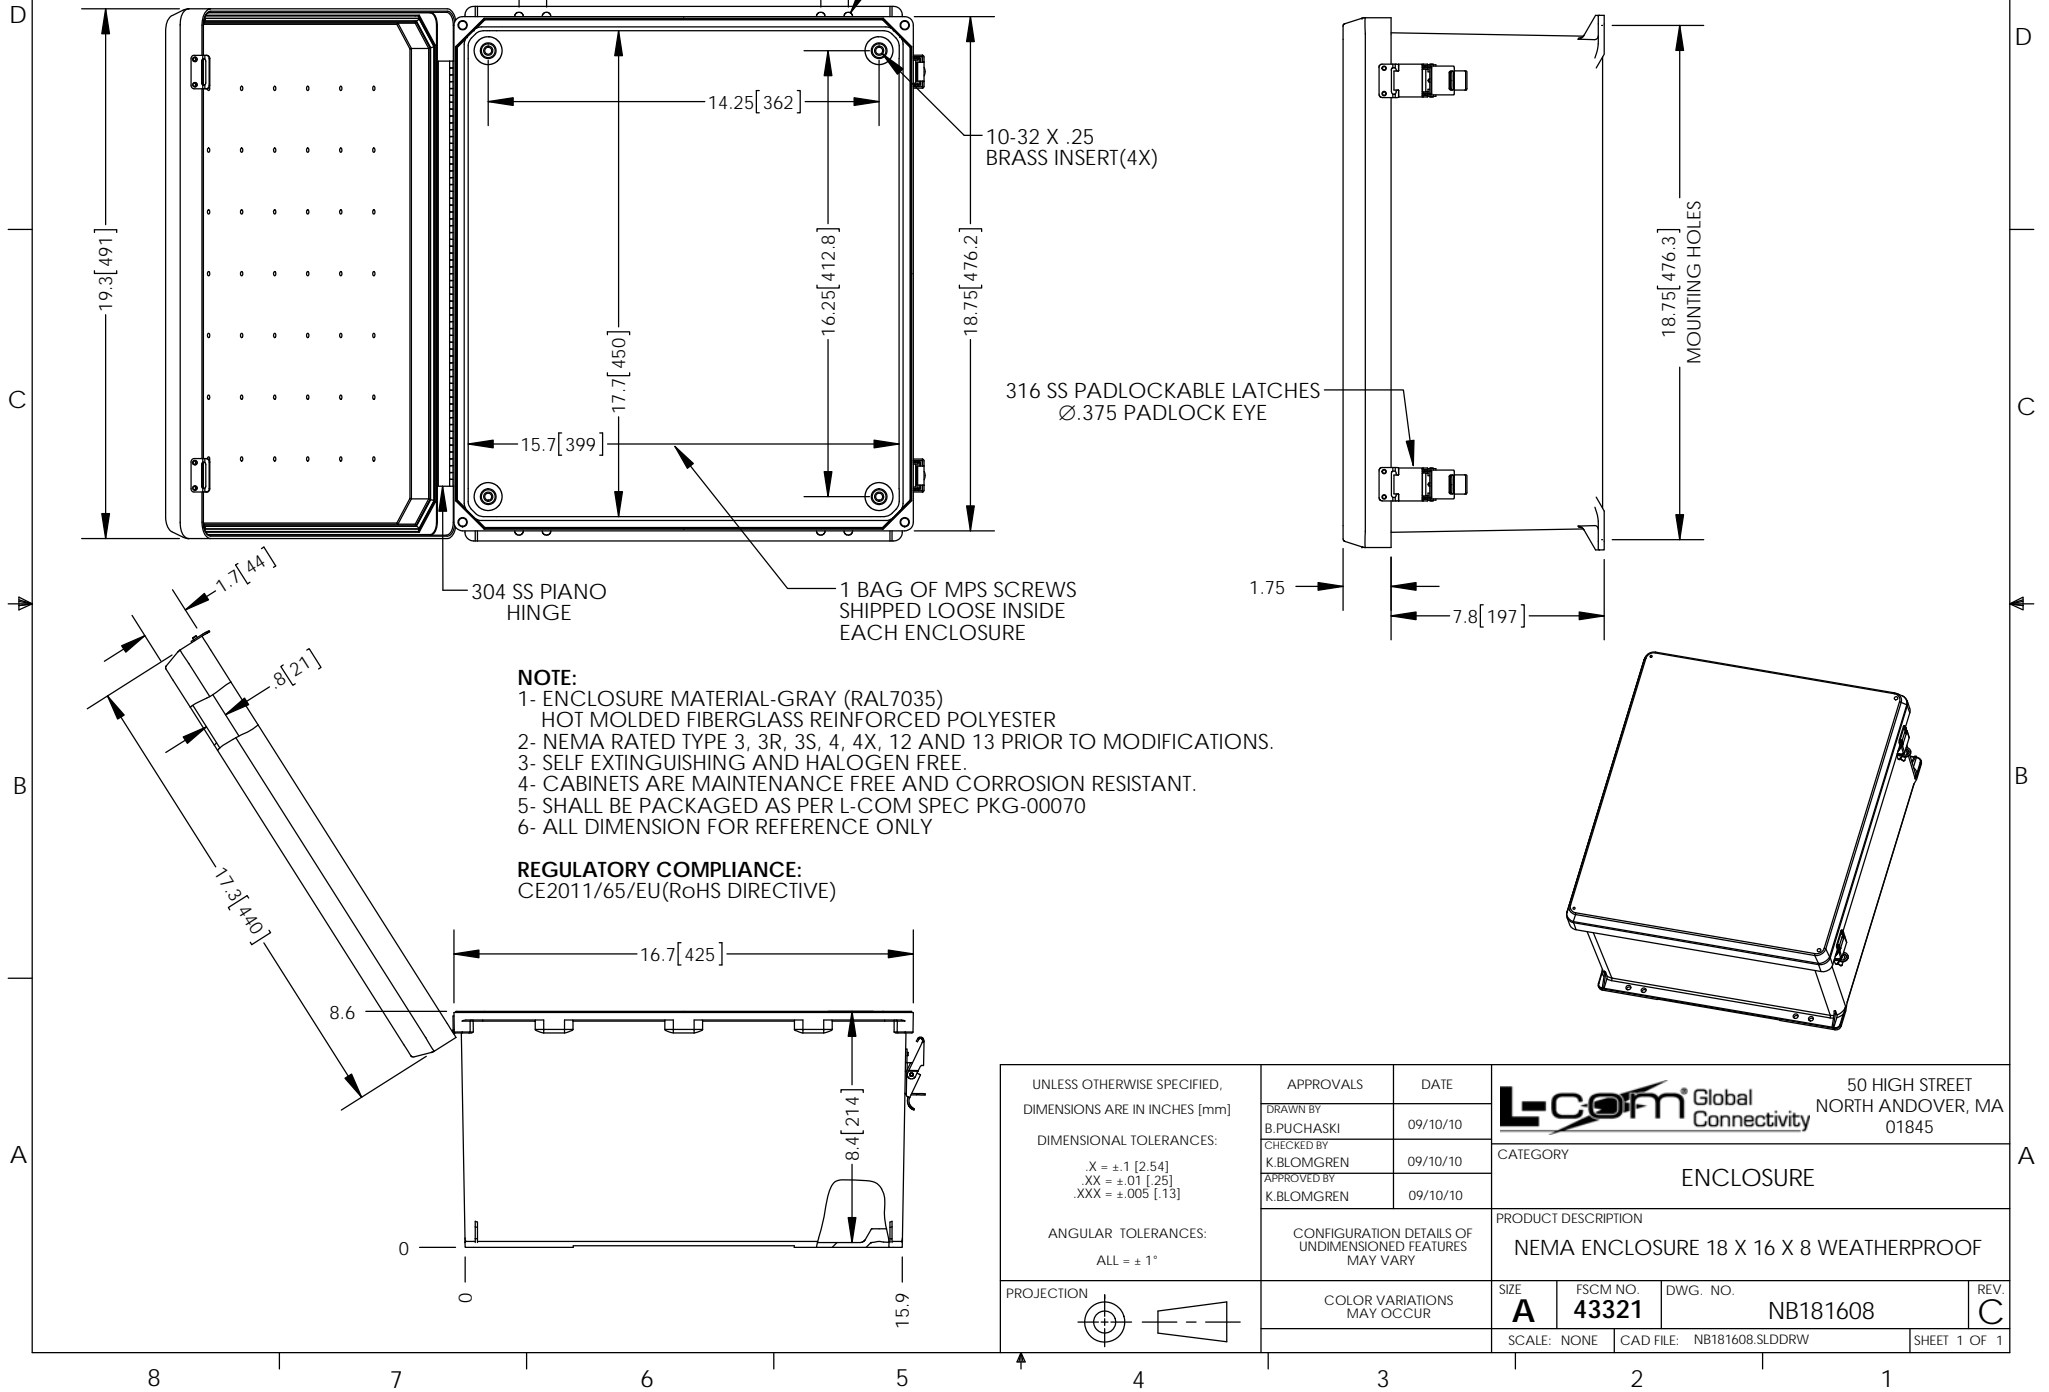 D
D
14.25[362]
10-32 X .25
BRASS INSERT(4X)
19.3[491]
17.7[450]
16.25[412.8]
18.75[476.2]
18.75[476.3]
MOUNTING HOLES
C
C
316 SS PADLOCKABLE LATCHES
Ø.375 PADLOCK EYE
15.7[399]
304 SS PIANO
HINGE
1 BAG OF MPS SCREWS
SHIPPED LOOSE INSIDE
EACH ENCLOSURE
1.75
7.8[197]
1.7[44]
.8[21]
17.3[440]
NOTE:
1- ENCLOSURE MATERIAL-GRAY (RAL7035)
HOT MOLDED FIBERGLASS REINFORCED POLYESTER
2- NEMA RATED TYPE 3, 3R, 3S, 4, 4X, 12 AND 13 PRIOR TO MODIFICATIONS.
3- SELF EXTINGUISHING AND HALOGEN FREE.
4- CABINETS ARE MAINTENANCE FREE AND CORROSION RESISTANT.
5- SHALL BE PACKAGED AS PER L-COM SPEC PKG-00070
6- ALL DIMENSION FOR REFERENCE ONLY
REGULATORY COMPLIANCE:
CE2011/65/EU(RoHS DIRECTIVE)
B
B
16.7[425]
8.6
8.4[214]
0
0
15.9
A
A
UNLESS OTHERWISE SPECIFIED,
DIMENSIONS ARE IN INCHES [mm]
DIMENSIONAL TOLERANCES:
.X = ±.1 [2.54]
.XX = ±.01 [.25]
.XXX = ±.005 [.13]
ANGULAR TOLERANCES:
ALL = ± 1°
PROJECTION
APPROVALS
DATE
DRAWN BY
B.PUCHASKI
09/10/10
CHECKED BY
K.BLOMGREN
09/10/10
APPROVED BY
K.BLOMGREN
09/10/10
CONFIGURATION DETAILS OF
UNDIMENSIONED FEATURES
MAY VARY
COLOR VARIATIONS
MAY OCCUR
L-com® Global
Connectivity
50 HIGH STREET
NORTH ANDOVER, MA
01845
CATEGORY
ENCLOSURE
PRODUCT DESCRIPTION
NEMA ENCLOSURE 18 X 16 X 8 WEATHERPROOF
SIZE
A
FSCM NO.
43321
DWG. NO.
NB181608
REV.
C
SCALE: NONE
CAD FILE: NB181608.SLDDRW
SHEET 1 OF 1
8
7
6
5
4
3
2
1